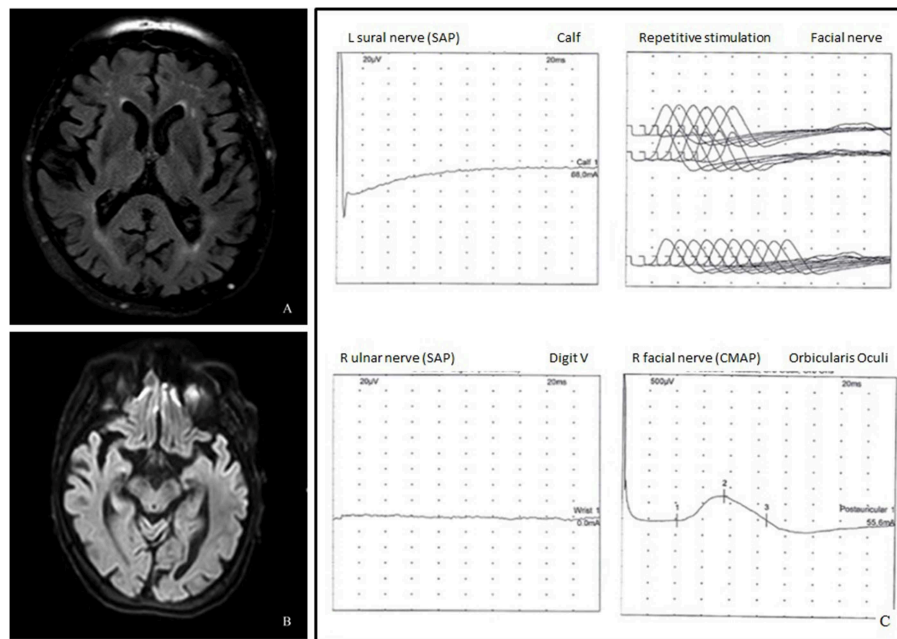 L sural nerve (SAP) Calf
20μV 20ms
Calf 1
68,0mA
Repetitive stimulation Facial nerve
A
R ulnar nerve (SAP) Digit V
20μV 20ms
Wrist 1
0.0mA
R facial nerve (CMAP) Orbicularis Oculi
500μV 20ms
1 2 3
Postauricular 1
55.6mA
B
C